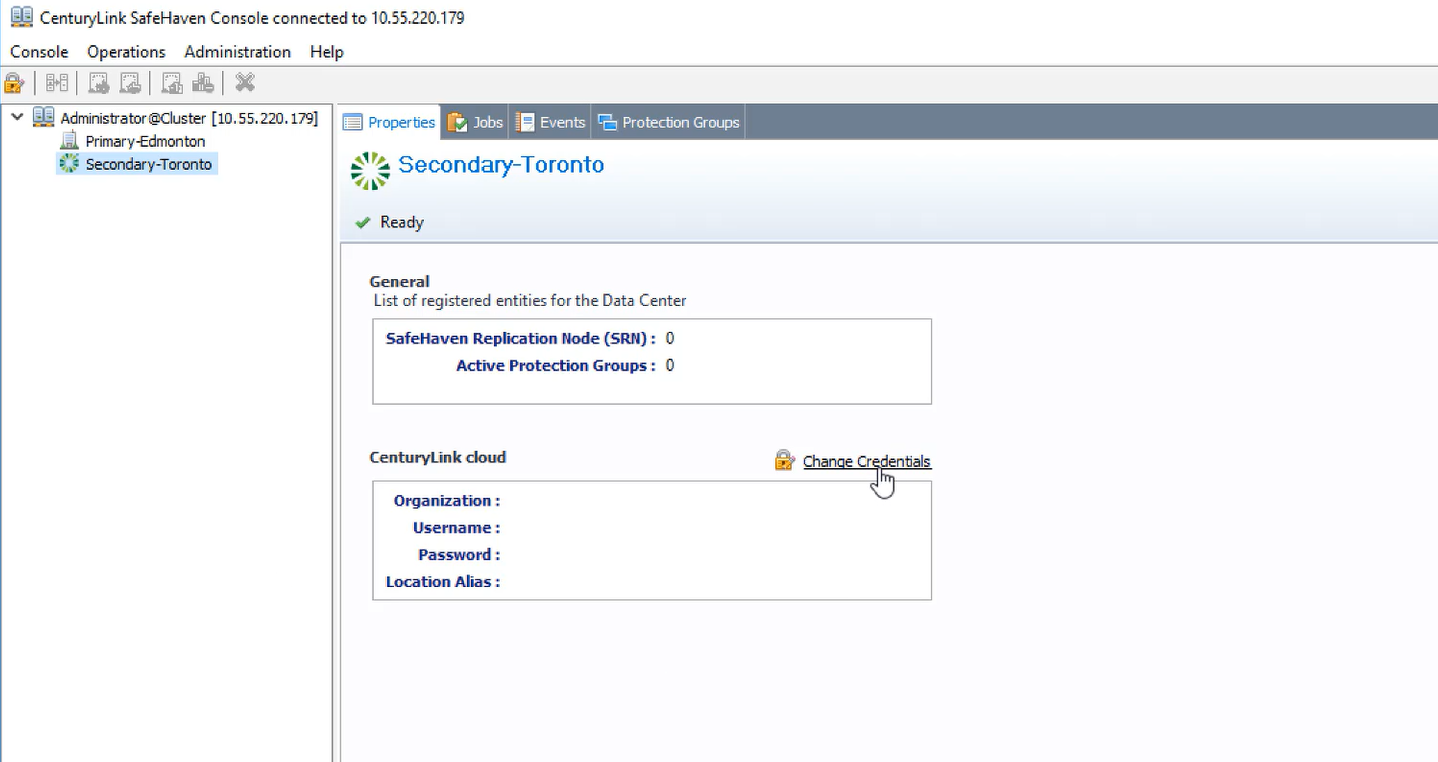 CenturyLink SafeHaven Console connected to 10.55.220.179
Console Operations Administration Help
Administrator@Cluster [10.55.220.179]
Primary-Edmonton
Secondary-Toronto
Properties Jobs Events Protection Groups
Secondary-Toronto
Ready
General
List of registered entities for the Data Center
SafeHaven Replication Node (SRN) : 0
Active Protection Groups : 0
CenturyLink cloud Change Credentials
Organization :
Username :
Password :
Location Alias :